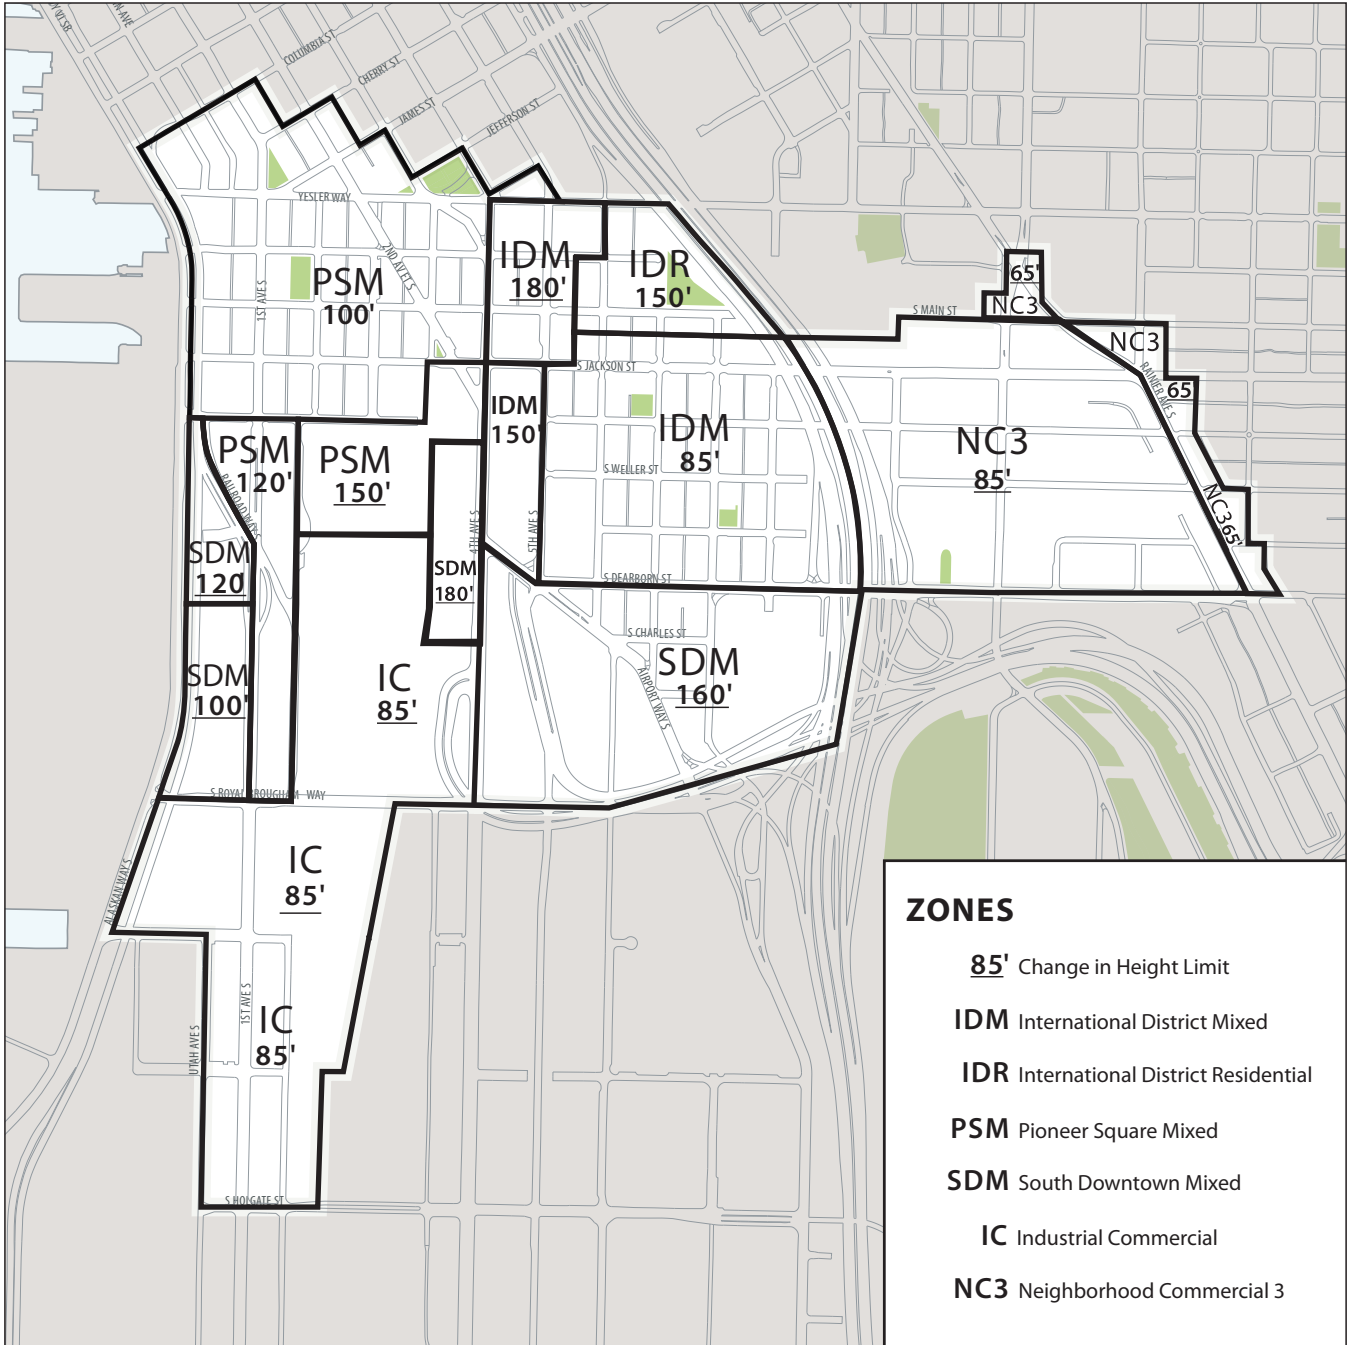 COLUMBIA ST
CHERRY ST
JAMES ST
JEFFERSON ST
YESLER WAY
2ND AV ET S
1ST AVE S
PSM
100'
IDM
180'
IDR
150'
S MAIN ST
65'
NC3
NC3
RAINIER AVE S
65'
S JACKSON ST
IDM
150'
IDM
85'
NC3
85'
PSM
120'
PSM
150'
RAILROAD WAY S
S WELLER ST
4TH AVE S
5TH AVE S
NC3 65'
SDM
120'
SDM
180'
S DEARBORN ST
S CHARLES ST
SDM
160'
AIRPORT WAY S
SDM
100'
IC
85'
S ROYAL BROUGHAM WAY
ALASKAN WAY S
IC
85'
1ST AVE S
IC
85'
UTAH AVE S
S HOLGATE ST
ZONES
85' Change in Height Limit
IDM International District Mixed
IDR International District Residential
PSM Pioneer Square Mixed
SDM South Downtown Mixed
IC Industrial Commercial
NC3 Neighborhood Commercial 3